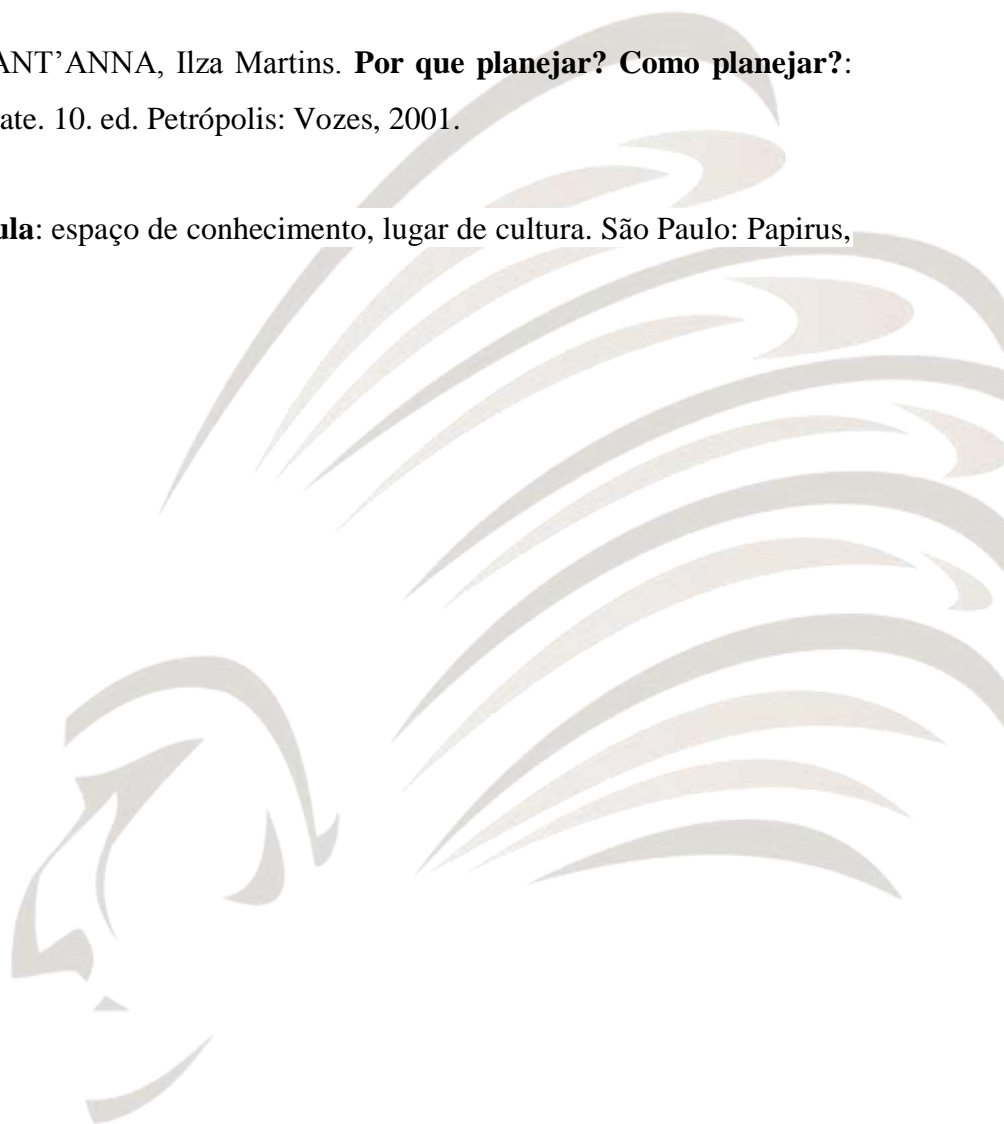 ANT’ANNA, Ilza Martins. Por que planejar? Como planejar?:
ate. 10. ed. Petrópolis: Vozes, 2001.
ula: espaço de conhecimento, lugar de cultura. São Paulo: Papirus,